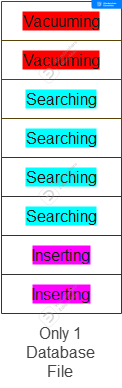 Vacuuming
Vacuuming
Searching
Searching
Searching
Searching
Inserting
Inserting
Only 1
Database
File